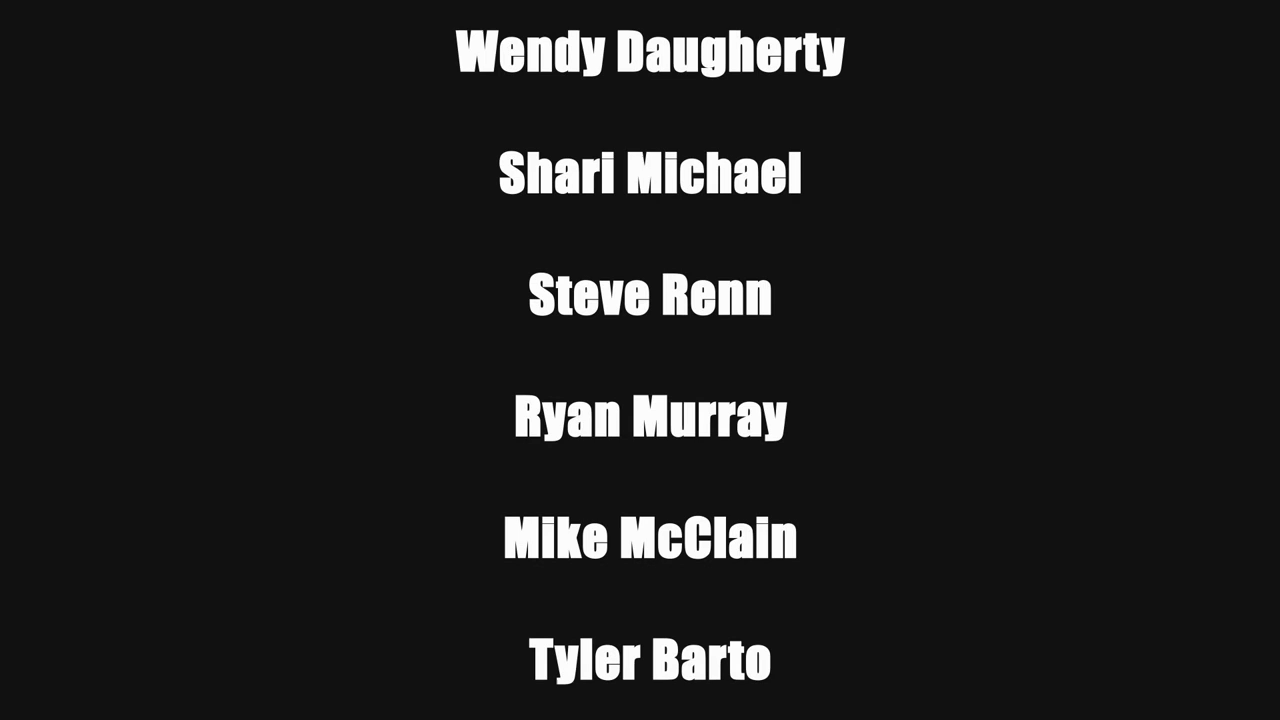 Wendy Daugherty
Shari Michael
Steve Renn
Ryan Murray
Mike McClain
Tyler Barto